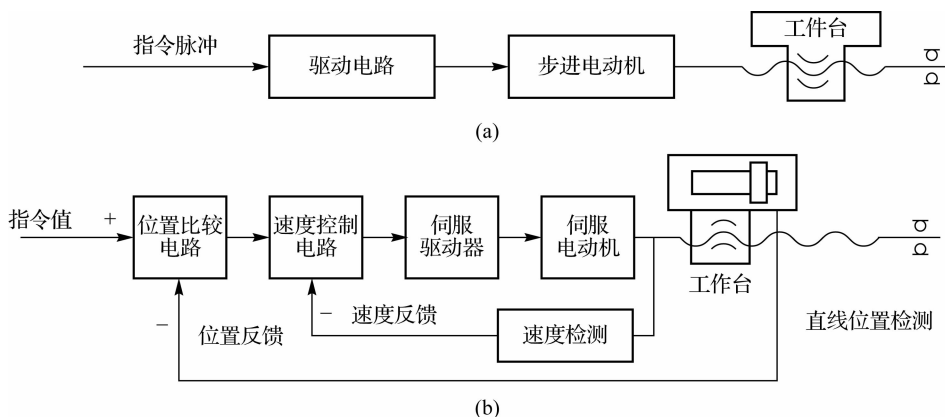 指令脉冲
驱动电路
步进电动机
工件台
(a)
指令值
+
位置比较
电路
速度控制
电路
伺服
驱动器
伺服
电动机
工作台
−
位置反馈
−
速度反馈
速度检测
直线位置检测
(b)